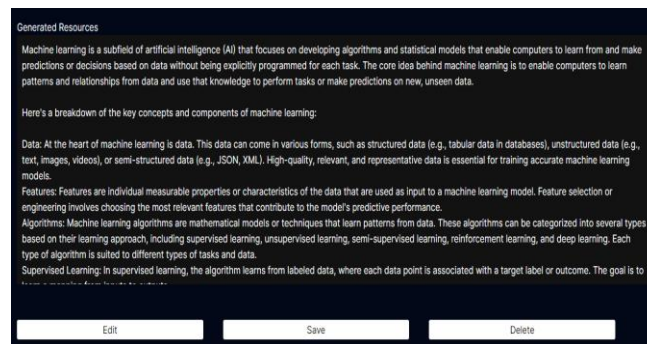 Generated Resources
Machine learning is a subfield of artificial intelligence (AI) that focuses on developing algorithms and statistical models that enable computers to learn from and make
predictions or decisions based on data without being explicitly programmed for each task. The core idea behind machine learning is to enable computers to learn
patterns and relationships from data and use that knowledge to perform tasks or make predictions on new, unseen data.
Here's a breakdown of the key concepts and components of machine learning:
Data: At the heart of machine learning is data. This data can come in various forms, such as structured data (e.g., tabular data in databases), unstructured data (e.g.,
text, images, videos), or semi-structured data (e.g., JSON, XML). High-quality, relevant, and representative data is essential for training accurate machine learning
models.
Features: Features are individual measurable properties or characteristics of the data that are used as input to a machine learning model. Feature selection or
engineering involves choosing the most relevant features that contribute to the model's predictive performance.
Algorithms: Machine learning algorithms are mathematical models or techniques that learn patterns from data. These algorithms can be categorized into several types
based on their learning approach, including supervised learning, unsupervised learning, semi-supervised learning, reinforcement learning, and deep learning. Each
type of algorithm is suited to different types of tasks and data.
Supervised Learning: In supervised learning, the algorithm learns from labeled data, where each data point is associated with a target label or outcome. The goal is to
Edit
Save
Delete